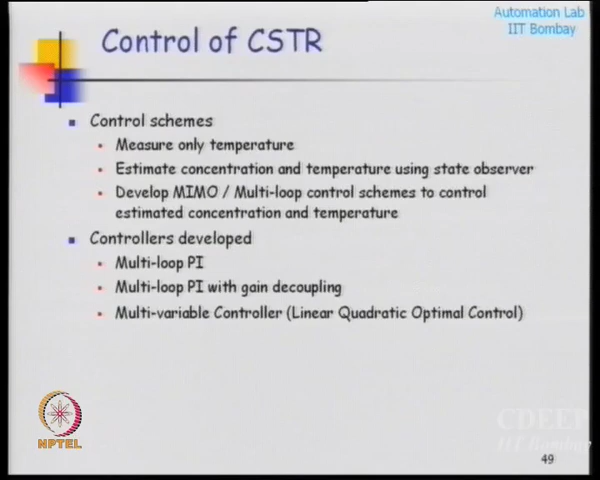 Automation Lab
IIT Bombay
Control of CSTR
Control schemes
Measure only temperature
Estimate concentration and temperature using state observer
Develop MIMO / Multi-loop control schemes to control
estimated concentration and temperature
Controllers developed
Multi-loop PI
Multi-loop PI with gain decoupling
Multi-variable Controller (Linear Quadratic Optimal Control)
NPTEL
CDEEP
IIT Bombay
49